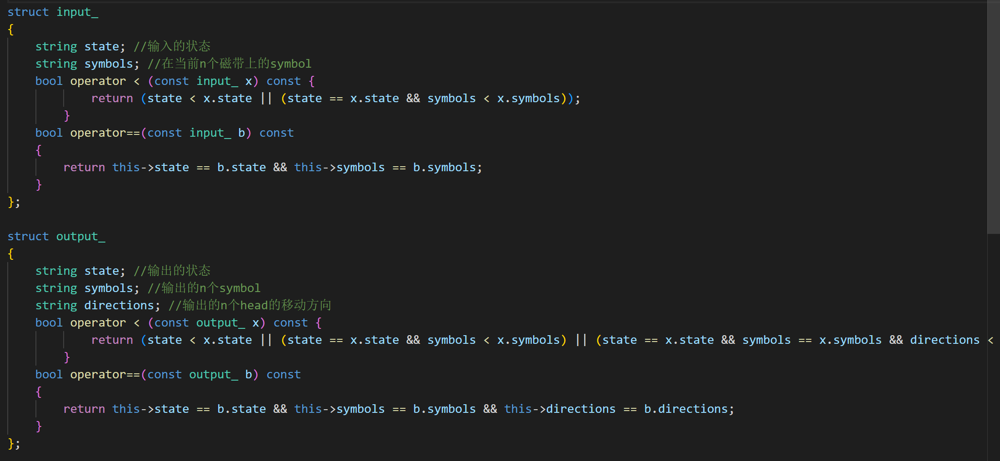 struct input_
{
    string state; //输入的状态
    string symbols; //在当前n个磁带上的symbol
    bool operator < (const input_ x) const {
            return (state < x.state || (state == x.state && symbols < x.symbols));
        }
    bool operator==(const input_ b) const
    {
        return this->state == b.state && this->symbols == b.symbols;
    }
};

struct output_
{
    string state; //输出的状态
    string symbols; //输出的n个symbol
    string directions; //输出的n个head的移动方向
    bool operator < (const output_ x) const {
            return (state < x.state || (state == x.state && symbols < x.symbols) || (state == x.state && symbols == x.symbols && directions <
        }
    bool operator==(const output_ b) const
    {
        return this->state == b.state && this->symbols == b.symbols && this->directions == b.directions;
    }
};